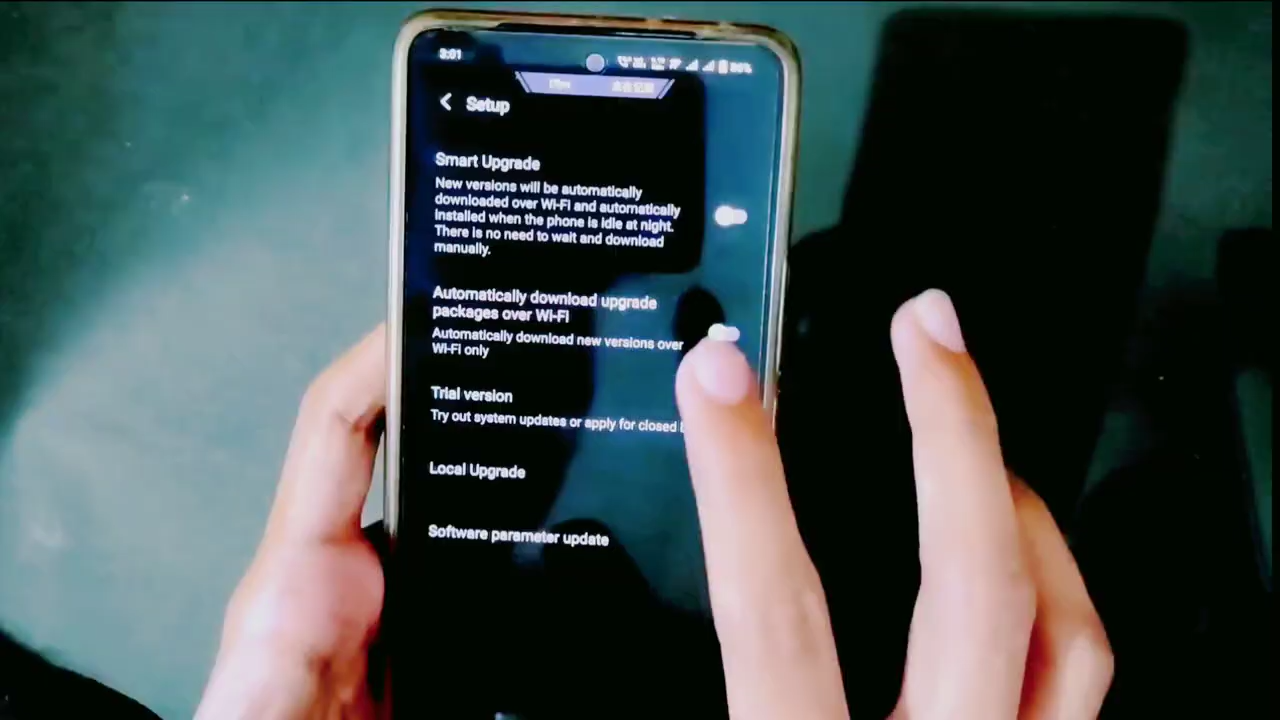 3:01
Setup
Smart Upgrade
New versions will be automatically
downloaded over Wi-Fi and automatically
installed when the phone is idle at night.
There is no need to wait and download
manually.
Automatically download upgrade
packages over Wi-Fi
Automatically download new versions over
Wi-Fi only
Trial version
Try out system updates or apply for closed
Local Upgrade
Software parameter update